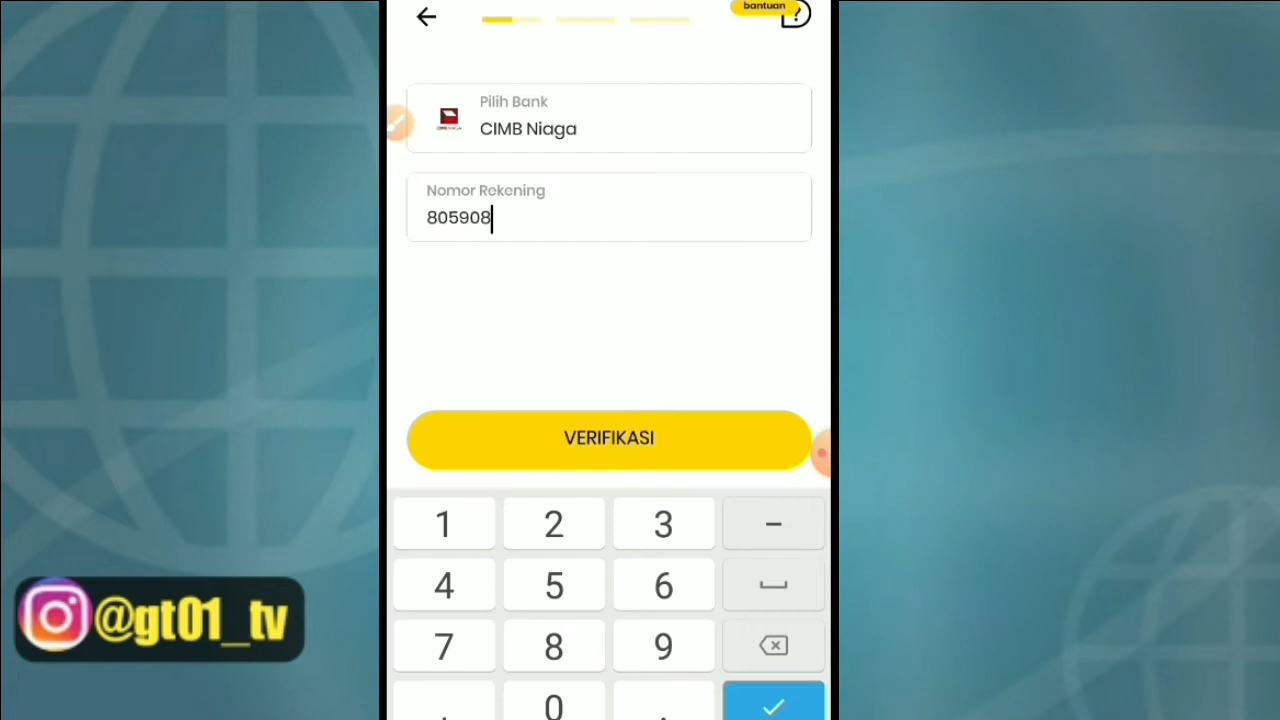 bantuan
?
Pilih Bank
CIMB Niaga
Nomor Rekening
805908
VERIFIKASI
1 2 3 -
4 5 6
7 8 9
, 0 .
@gt01_tv